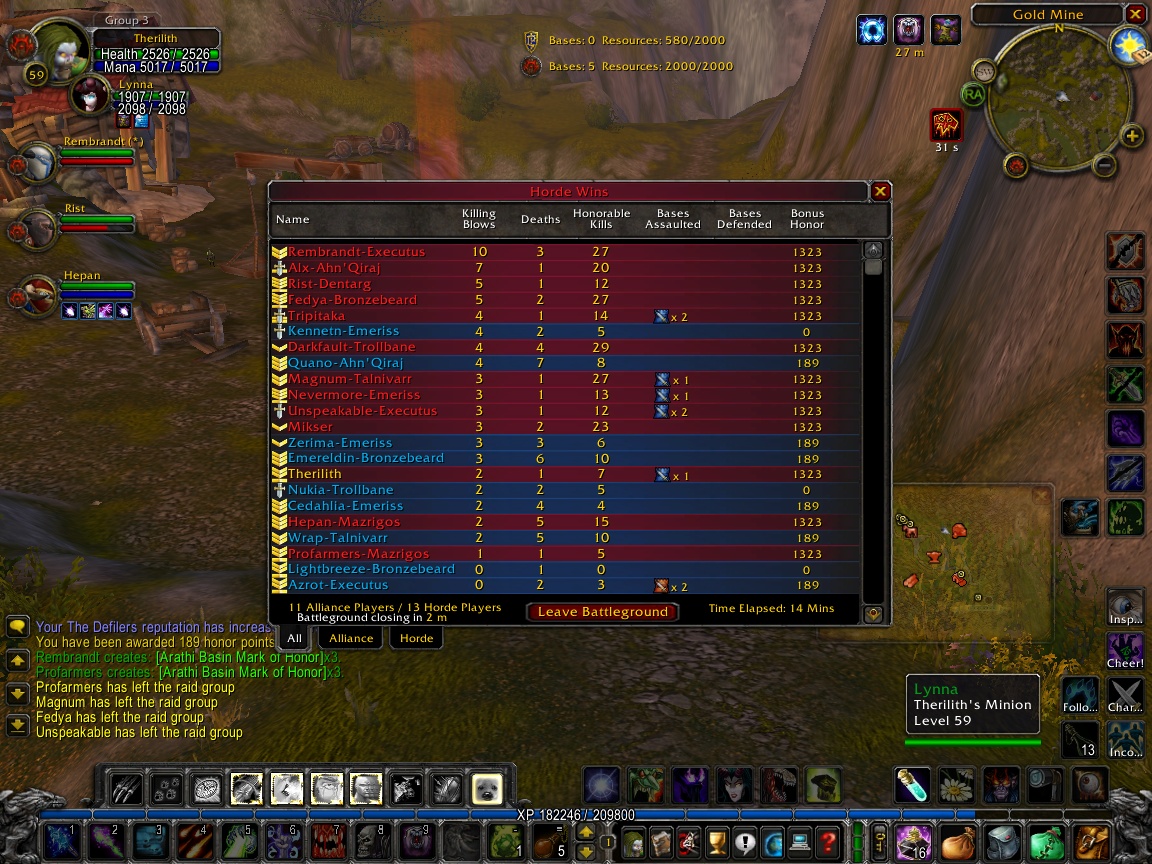 Group 3
Therilith
Health 2526 / 2526
Mana 5017 / 5017
59
Lynna
1907 / 1907
2098 / 2098
Rembrandt (*)
Rist
Hepan
Bases: 0 Resources: 580/2000
Bases: 5 Resources: 2000/2000
27 m
Gold Mine
N
SW
RA
31 s
Horde Wins
Name Killing Blows Deaths Honorable Kills Bases Assaulted Bases Defended Bonus Honor
Rembrandt-Executus 10 3 27 1323
Aix-Ahn'Qiraj 7 1 20 1323
Rist-Dentarg 5 1 12 1323
Fedya-Bronzebeard 5 2 27 1323
Tripitaka 4 1 14 x 2 1323
Kennetn-Emeriss 4 2 5 0
Darkfault-Trollbane 4 4 29 1323
Quano-Ahn'Qiraj 4 7 8 189
Magnum-Talnivarr 3 1 27 x 1 1323
Nevermore-Emeriss 3 1 13 x 1 1323
Unspeakable-Executus 3 1 12 x 2 1323
Mikser 3 2 23 1323
Zerima-Emeriss 3 3 6 189
Emereldin-Bronzebeard 3 6 10 189
Therilith 2 1 7 x 1 1323
Nukia-Trollbane 2 2 5 0
Cedahlia-Emeriss 2 4 4 189
Hepan-Mazrigos 2 5 15 1323
Wrap-Talnivarr 2 5 10 189
Profarmers-Mazrigos 1 1 5 1323
Lightbreeze-Bronzebeard 0 1 0 0
Azrot-Executus 0 2 3 x 2 189
11 Alliance Players / 13 Horde Players
Battleground closing in 2 m
Leave Battleground
Time Elapsed: 14 Mins
All Alliance Horde
Your The Defilers reputation has increas
You have been awarded 189 honor points
Rembrandt creates: [Arathi Basin Mark of Honor]x3.
Profarmers creates: [Arathi Basin Mark of Honor]x3.
Profarmers has left the raid group
Magnum has left the raid group
Fedya has left the raid group
Unspeakable has left the raid group
Lynna
Therilith's Minion
Level 59
Insp...
Cheer!
Follo... Char...
13 Inco...
XP 182246 / 209800
1 2 3 4 5 6 7 8 9 - =
1 5 1 16